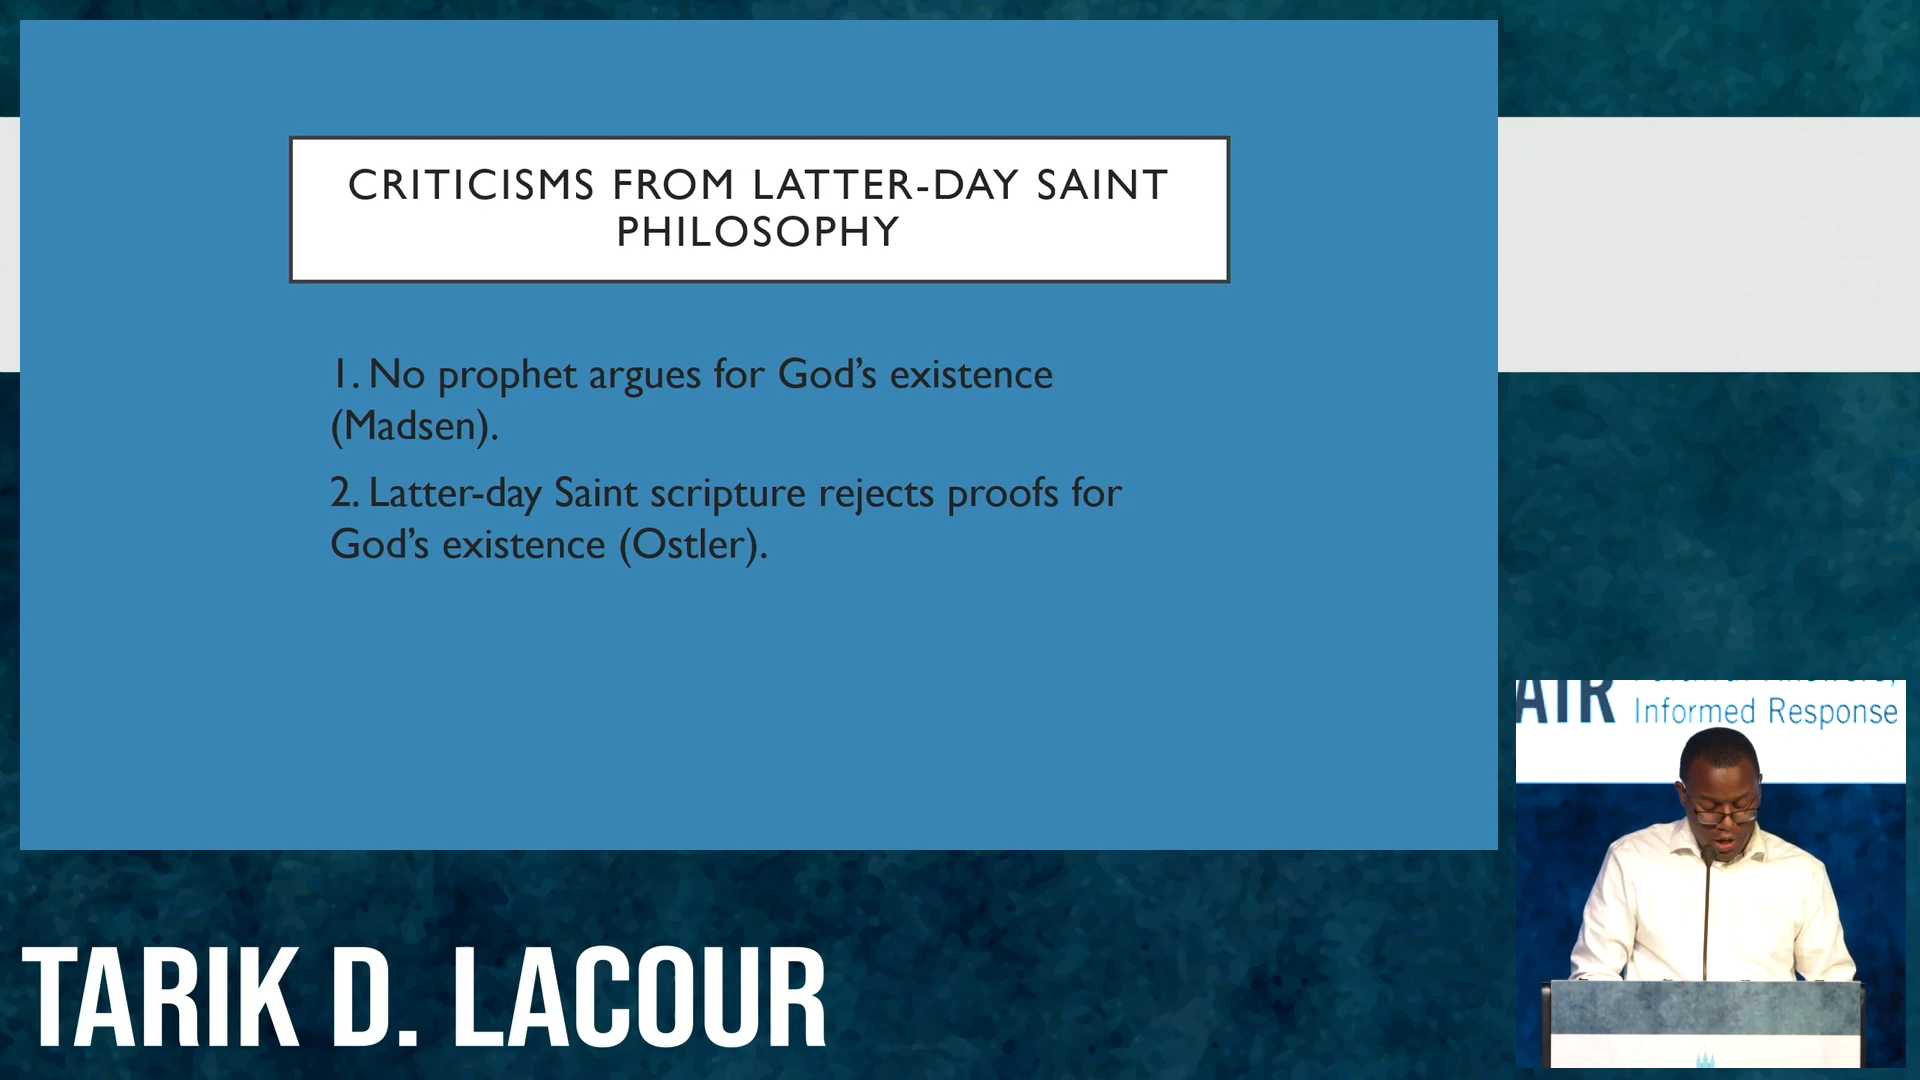 CRITICISMS FROM LATTER-DAY SAINT
PHILOSOPHY
1. No prophet argues for God’s existence
(Madsen).
2. Latter-day Saint scripture rejects proofs for
God’s existence (Ostler).
AIR
Informed Response
TARIK D. LACOUR